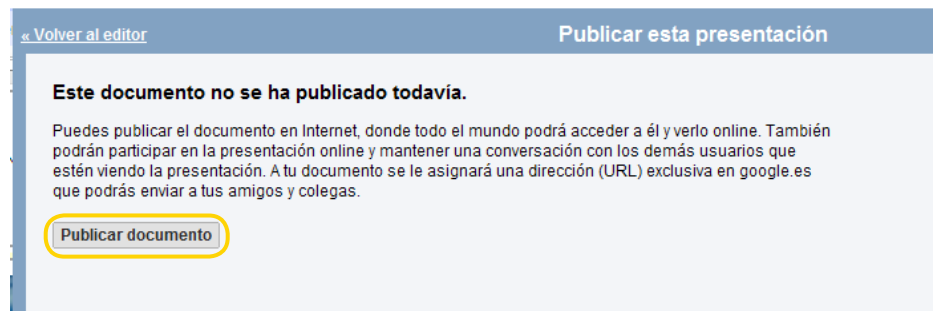 « Volver al editor
Publicar esta presentación
Este documento no se ha publicado todavía.
Puedes publicar el documento en Internet, donde todo el mundo podrá acceder a él y verlo online. También
podrán participar en la presentación online y mantener una conversación con los demás usuarios que
estén viendo la presentación. A tu documento se le asignará una dirección (URL) exclusiva en google.es
que podrás enviar a tus amigos y colegas.
Publicar documento